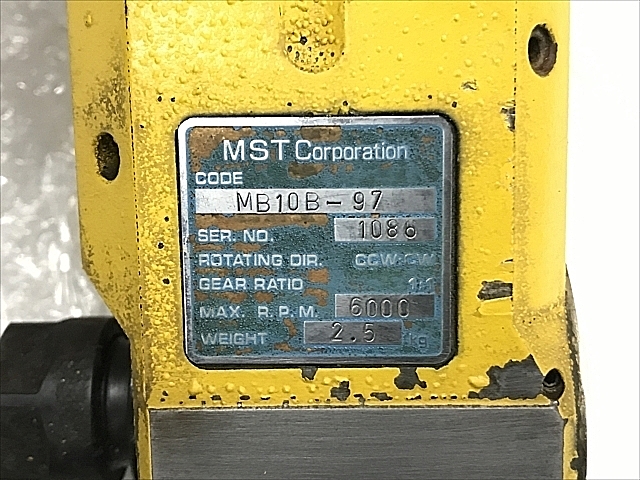 MST Corporation
CODE
MB10B-97
SER. NO. 1086
ROTATING DIR. CCW:CW
GEAR RATIO 1:1
MAX. R.P.M. 6000
WEIGHT 2.5 kg